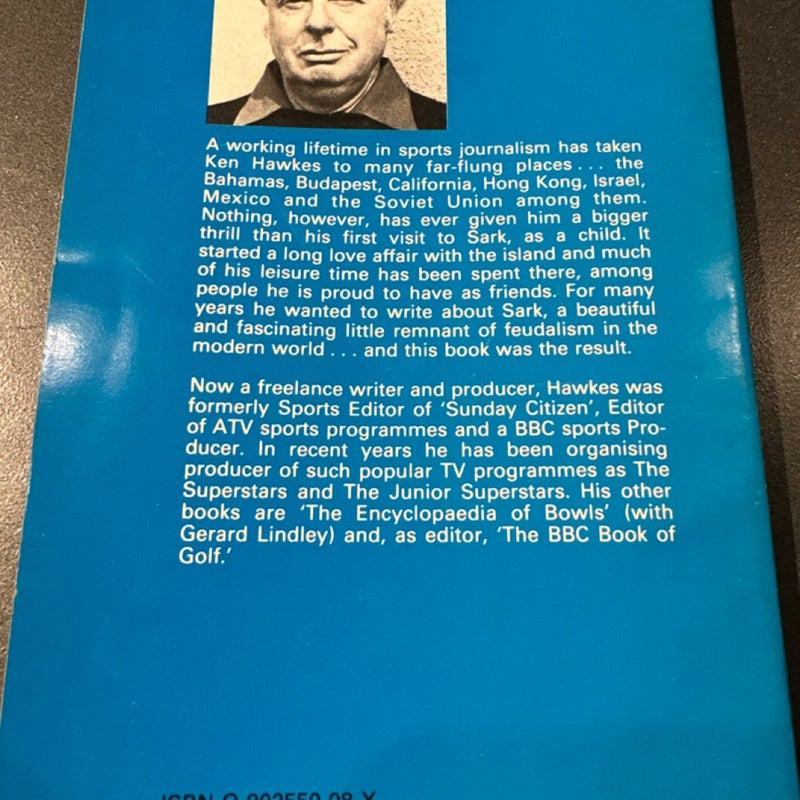 A working lifetime in sports journalism has taken
Ken Hawkes to many far-flung places . . . the
Bahamas, Budapest, California, Hong Kong, Israel,
Mexico and the Soviet Union among them.
Nothing, however, has ever given him a bigger
thrill than his first visit to Sark, as a child. It
started a long love affair with the island and much
of his leisure time has been spent there, among
people he is proud to have as friends. For many
years he wanted to write about Sark, a beautiful
and fascinating little remnant of feudalism in the
modern world . . . and this book was the result.
Now a freelance writer and producer, Hawkes was
formerly Sports Editor of ‘Sunday Citizen’, Editor
of ATV sports programmes and a BBC sports Pro-
ducer. In recent years he has been organising
producer of such popular TV programmes as The
Superstars and The Junior Superstars. His other
books are ‘The Encyclopaedia of Bowls’ (with
Gerard Lindley) and, as editor, ‘The BBC Book of
Golf.’
ISBN O 902550 08 X